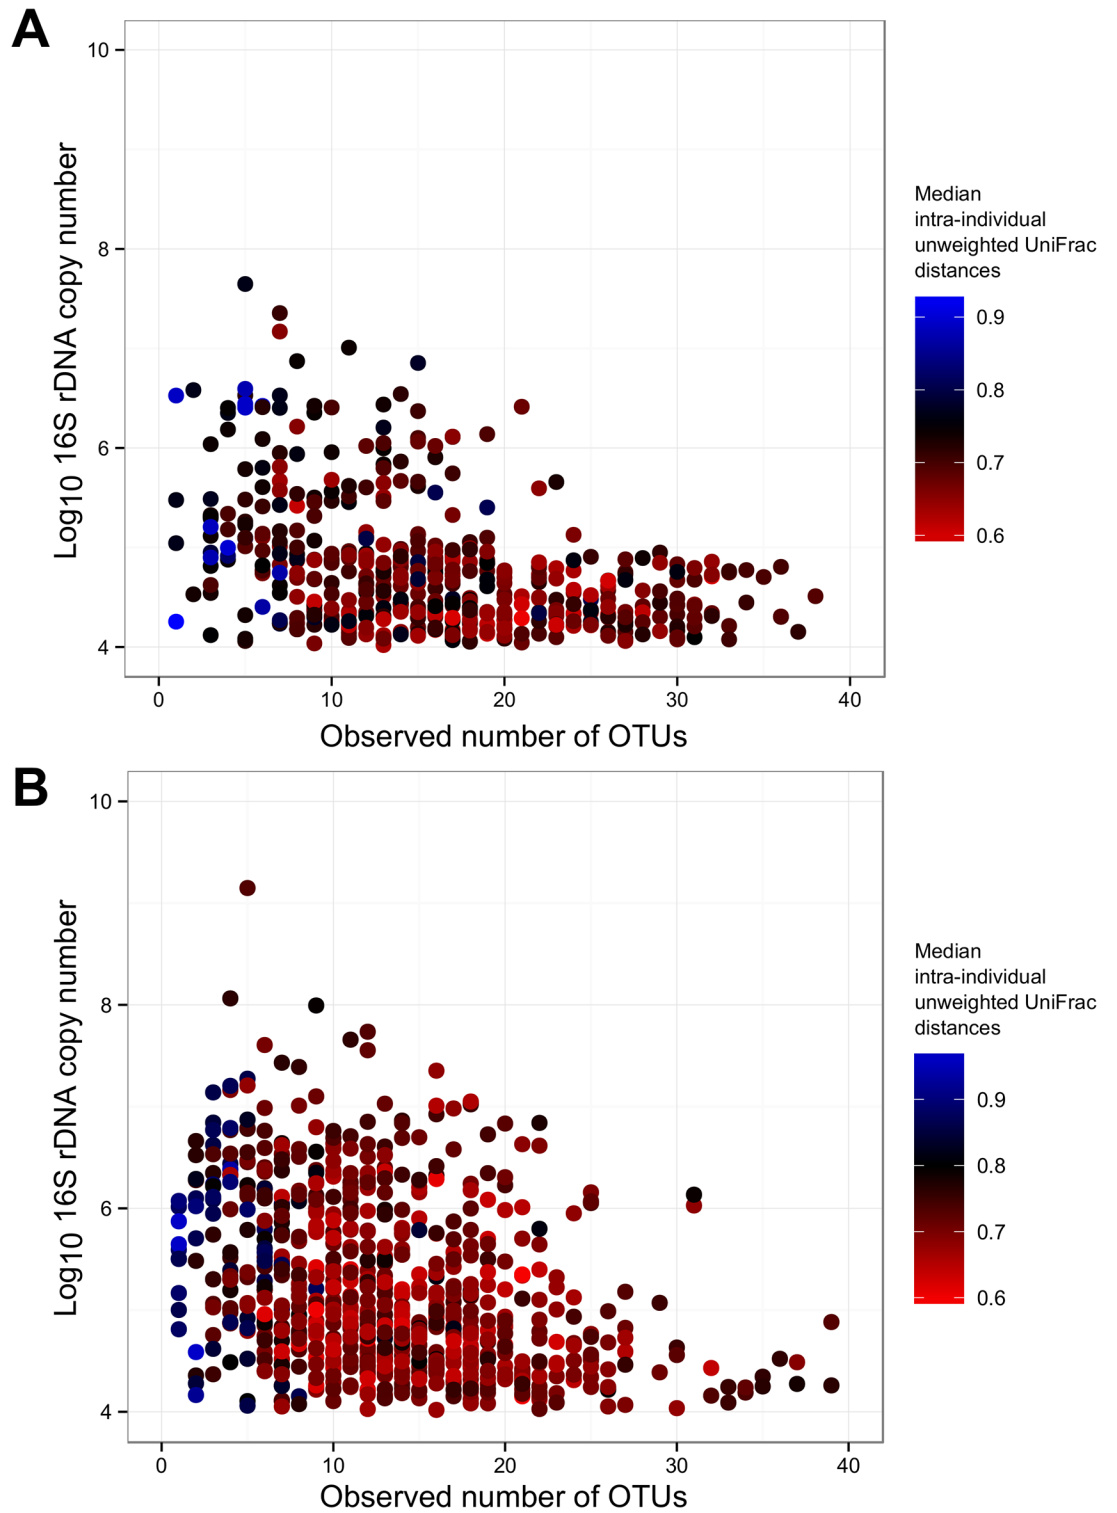 A
10
8
6
4
Log10 16S rDNA copy number
0
10
20
30
40
Observed number of OTUs
Median
intra-individual
unweighted UniFrac
distances
0.9
0.8
0.7
0.6
B
10
8
6
4
Log10 16S rDNA copy number
0
10
20
30
40
Observed number of OTUs
Median
intra-individual
unweighted UniFrac
distances
0.9
0.8
0.7
0.6